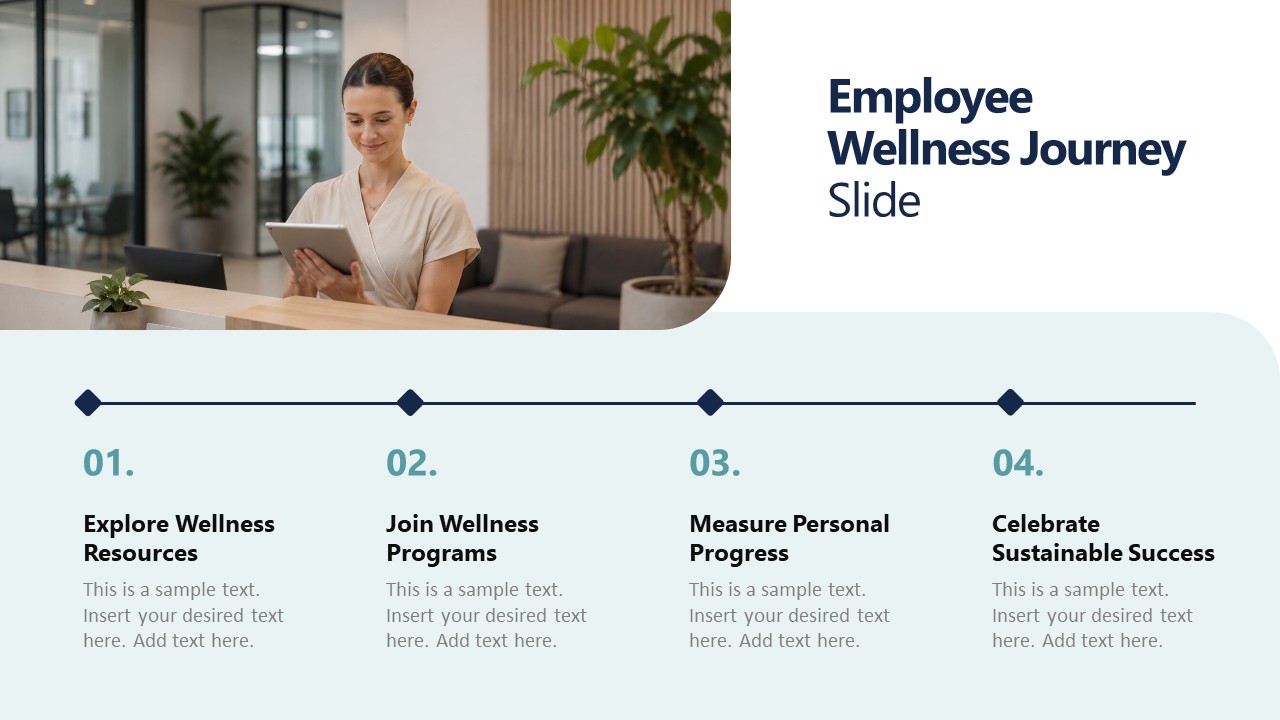 Employee
Wellness Journey
Slide
01.
Explore Wellness
Resources
This is a sample text.
Insert your desired text
here. Add text here.
02.
Join Wellness
Programs
This is a sample text.
Insert your desired text
here. Add text here.
03.
Measure Personal
Progress
This is a sample text.
Insert your desired text
here. Add text here.
04.
Celebrate
Sustainable Success
This is a sample text.
Insert your desired text
here. Add text here.